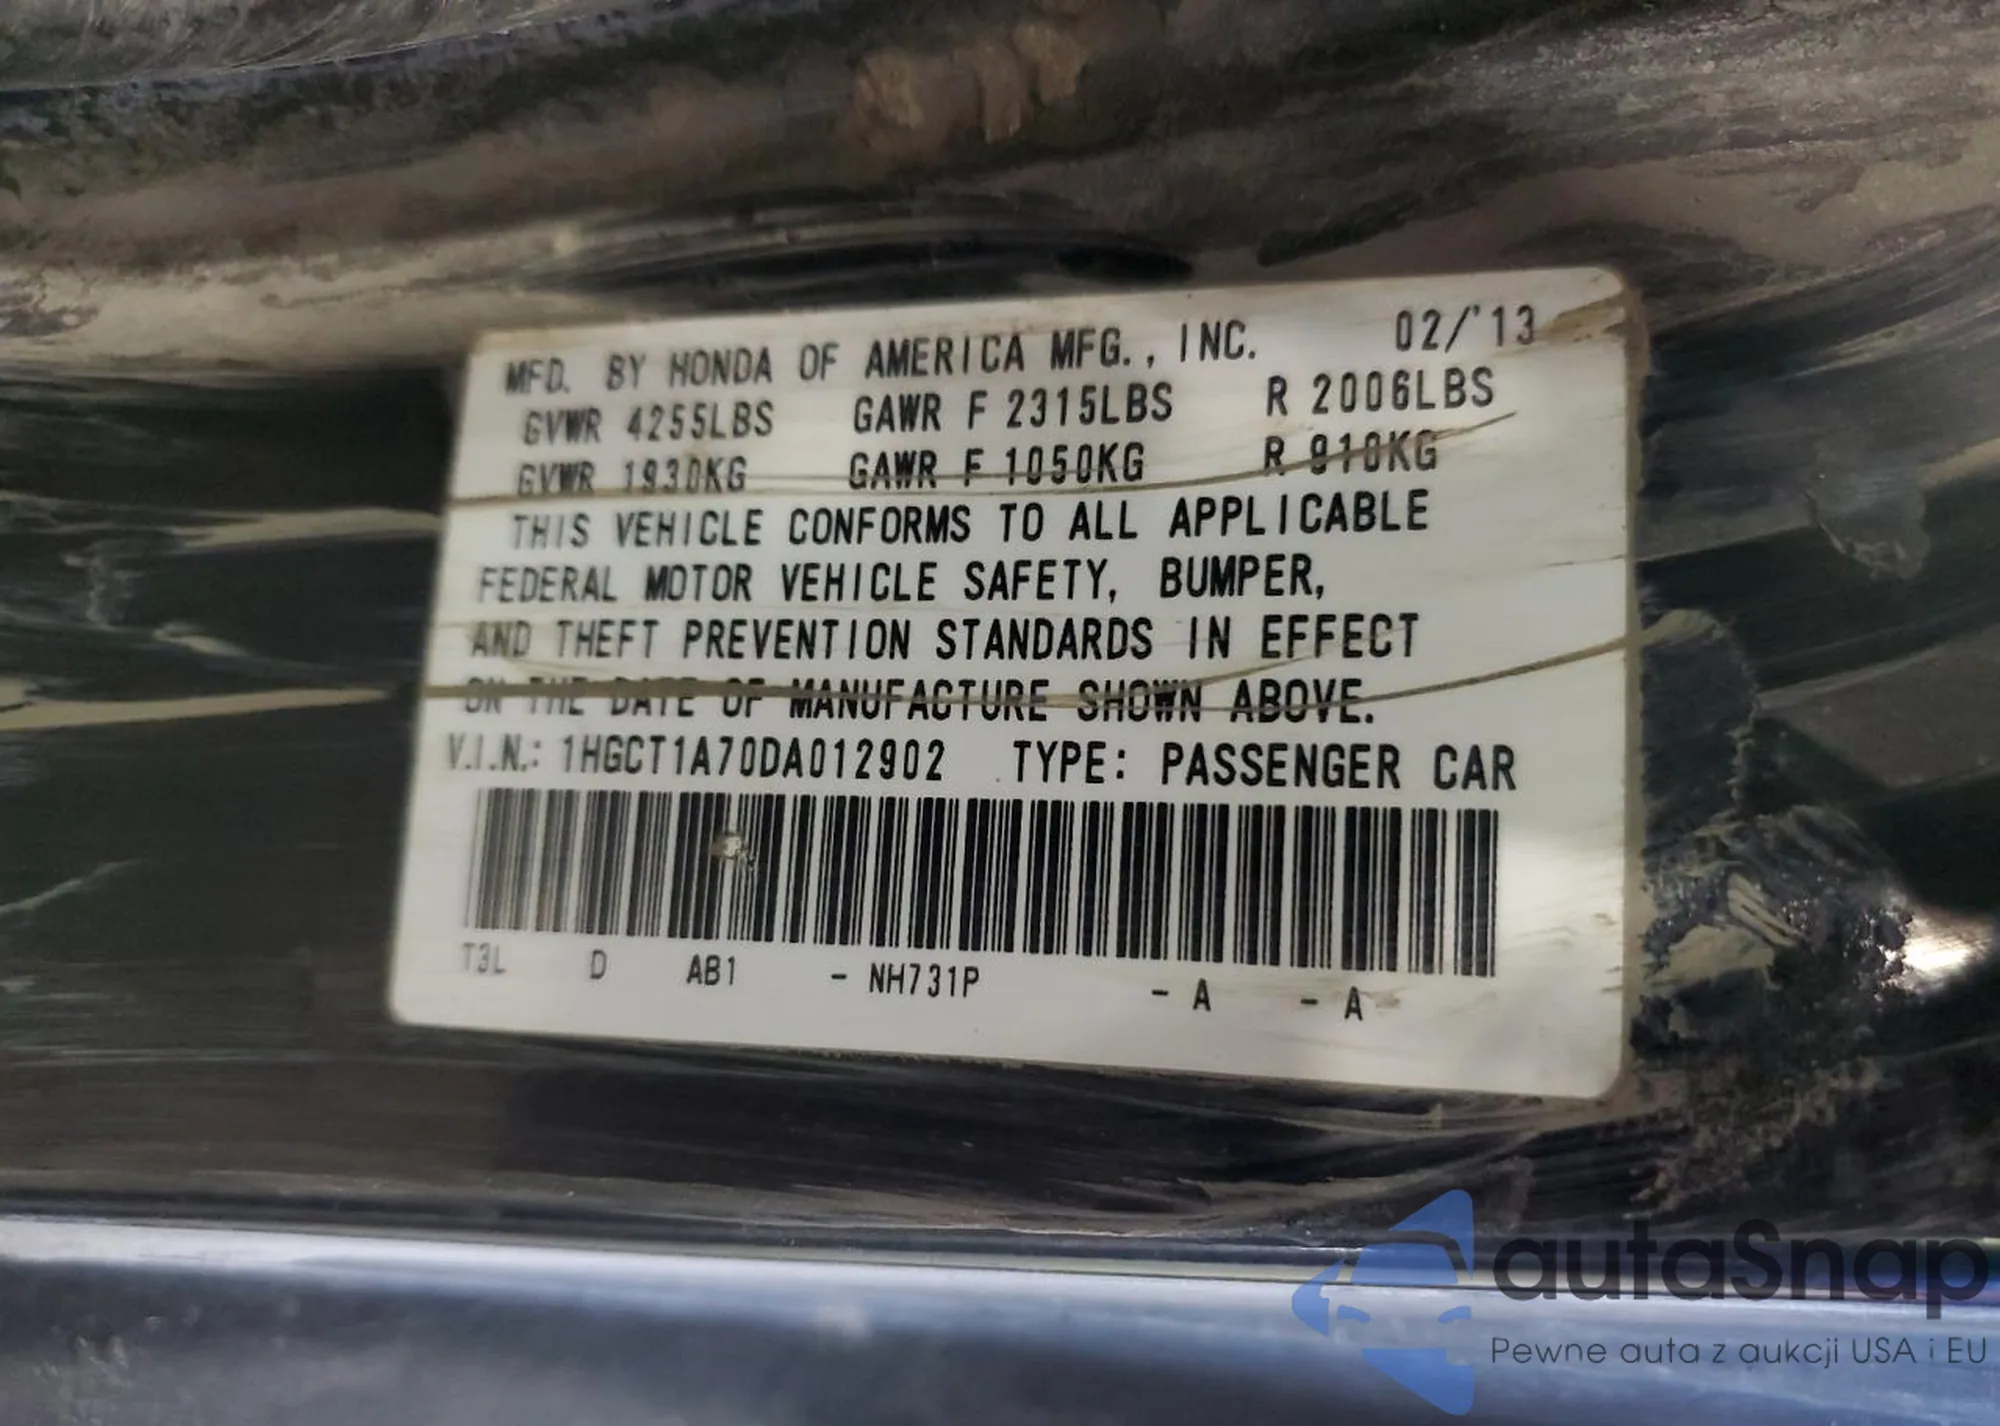 MFD. BY HONDA OF AMERICA MFG., INC. 02/'13
GVWR 4255LBS GAWR F 2315LBS R 2006LBS
GVWR 1930KG GAWR F 1050KG R 910KG
THIS VEHICLE CONFORMS TO ALL APPLICABLE
FEDERAL MOTOR VEHICLE SAFETY, BUMPER,
AND THEFT PREVENTION STANDARDS IN EFFECT
ON THE DATE OF MANUFACTURE SHOWN ABOVE.
V.I.N.: 1HGCT1A70DA012902 TYPE: PASSENGER CAR
T3L D AB1 - NH731P - A - A
autaSnap
Pewne auta z aukcji USA i EU